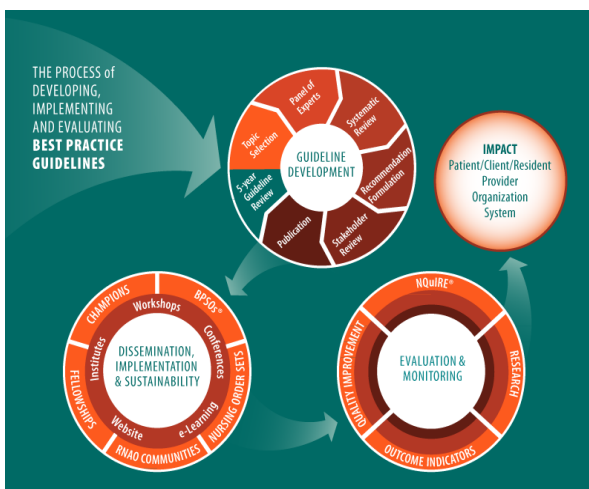 THE PROCESS of
DEVELOPING,
IMPLEMENTING
AND EVALUATING
BEST PRACTICE
GUIDELINES
GUIDELINE
DEVELOPMENT
Topic
Selection
Panel of
Experts
Systematic
Review
Recommendation
Formulation
Stakeholder
Review
Publication
5-year
Guideline
Review
IMPACT
Patient/Client/Resident
Provider
Organization
System
DISSEMINATION,
IMPLEMENTATION
& SUSTAINABILITY
CHAMPIONS
BPSOs®
NURSING ORDER SETS
RNAO COMMUNITIES
FELLOWSHIPS
Workshops
Conferences
e-Learning
Website
Institutes
EVALUATION &
MONITORING
NQuIRE®
RESEARCH
OUTCOME INDICATORS
QUALITY IMPROVEMENT